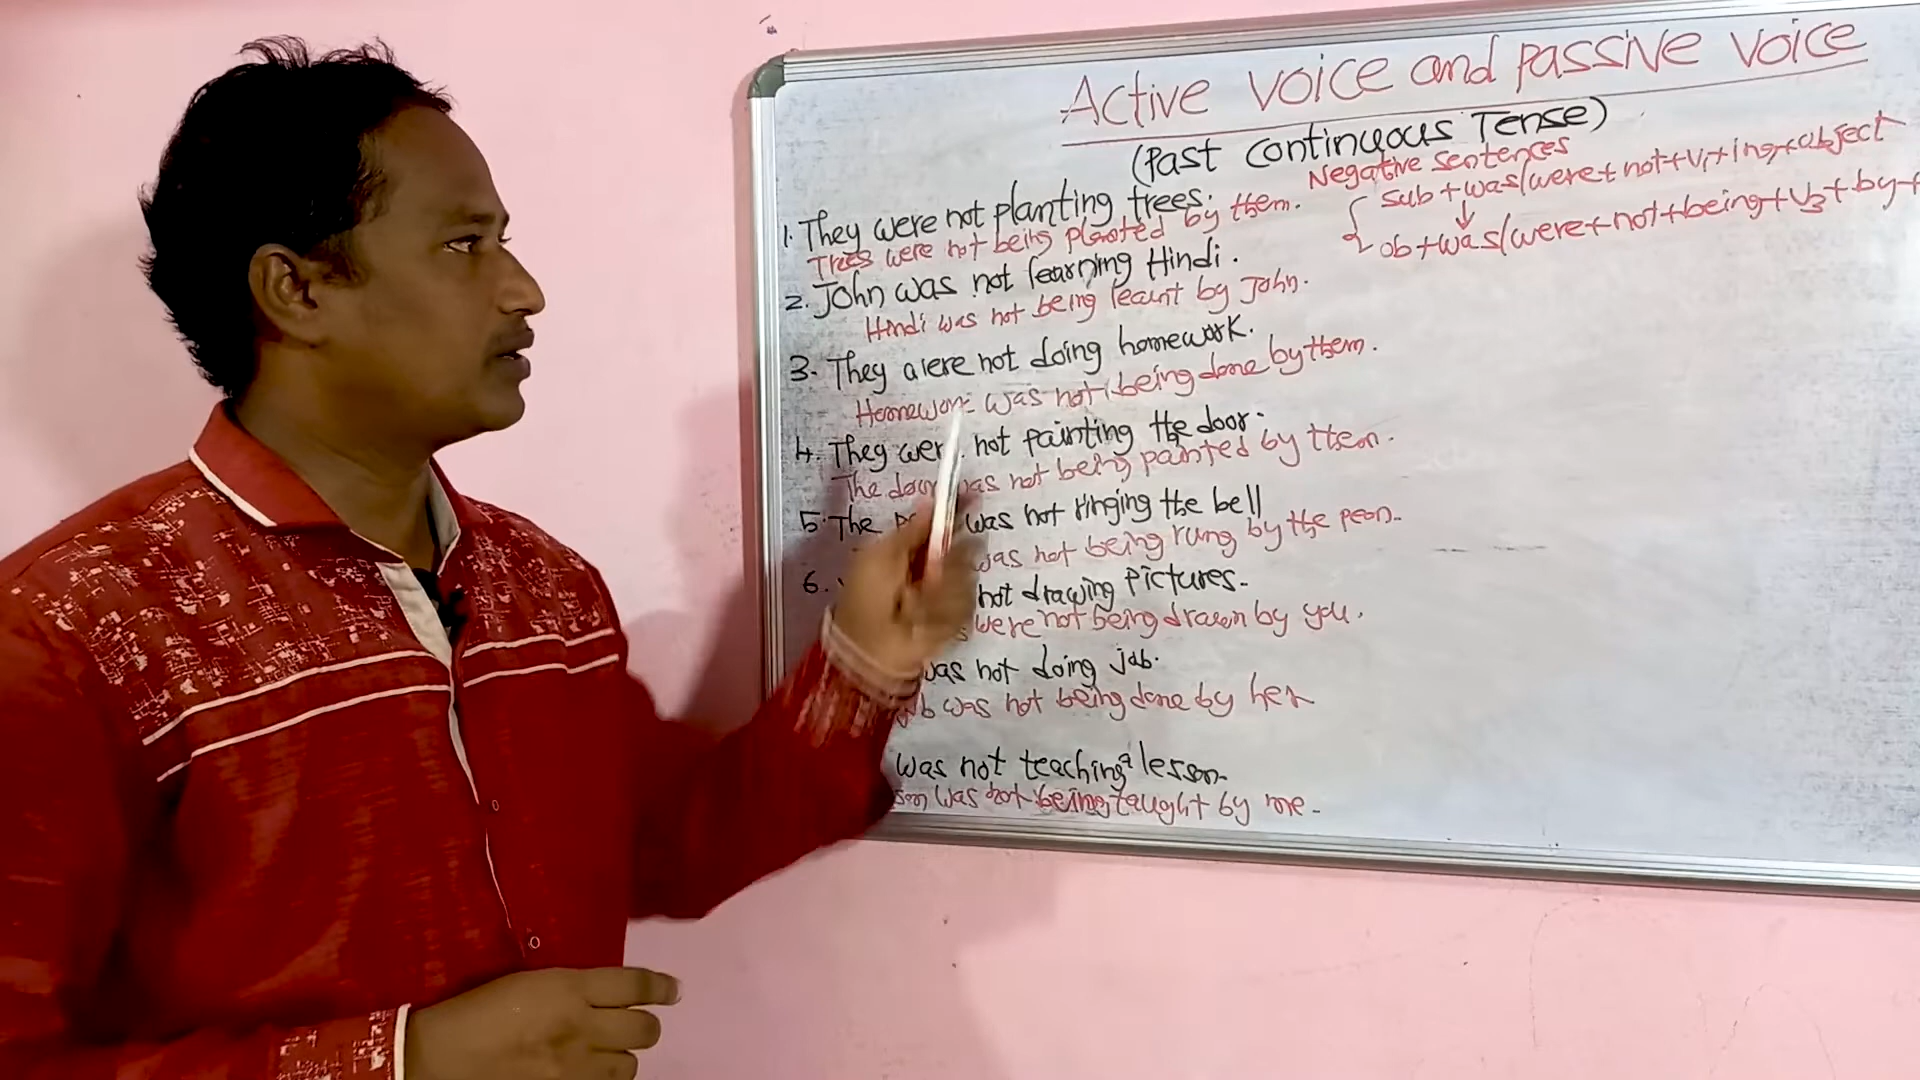 Active voice and passive voice
(Past Continuous Tense)
Negative sentences
Sub+was/were+not+V1+ing+object
ob+was/were+not+being+V3+by+
1. They were not planting trees.
Trees were not being planted by them.
2. John was not learning Hindi.
Hindi was not being learnt by John.
3. They were not doing homework.
Homework was not being done by them.
4. They were not painting the door.
The door was not being painted by them.
5. The was not ringing the bell
was not being rung by the peon.
6. not drawing pictures.
were not being drawn by you.
was not doing job.
was not being done by her
was not teaching a lesson.
was not being taught by me.